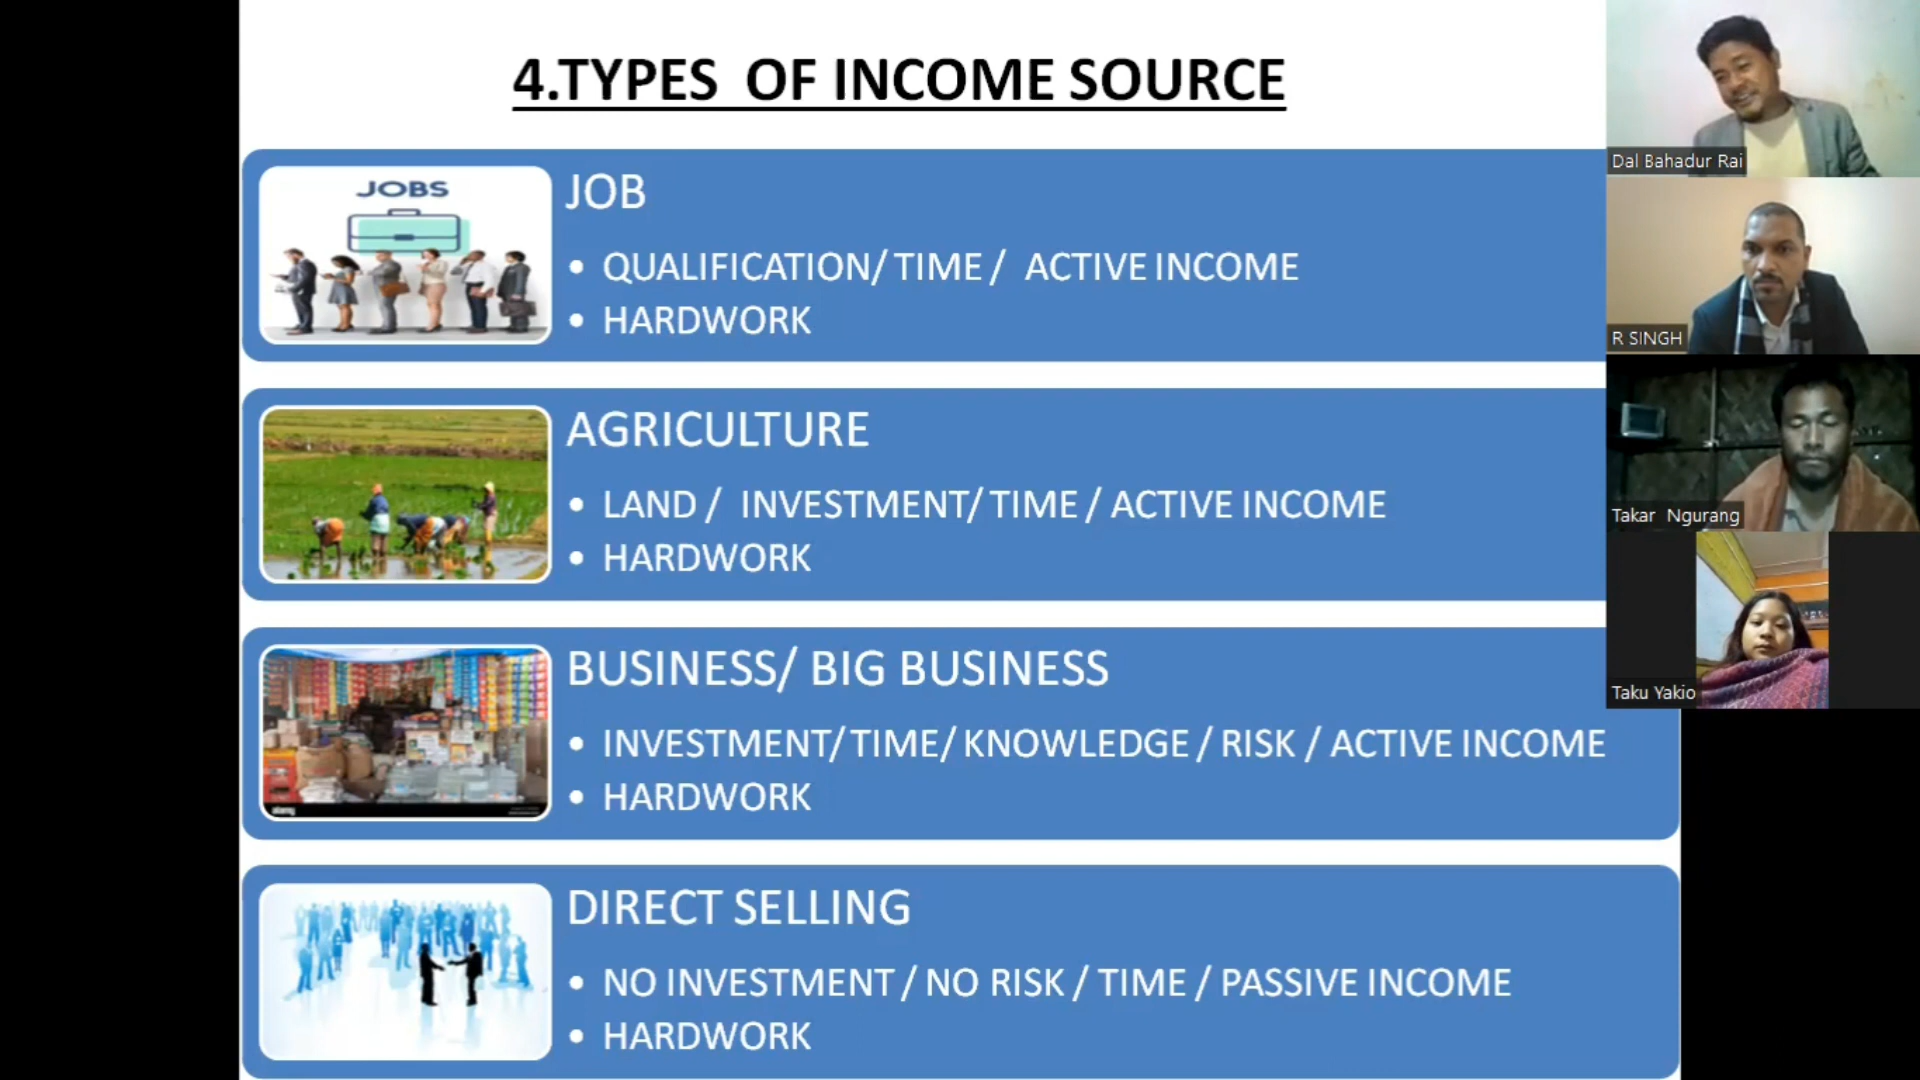 4.TYPES OF INCOME SOURCE
JOBS
JOB
• QUALIFICATION/ TIME / ACTIVE INCOME
• HARDWORK
AGRICULTURE
• LAND / INVESTMENT/ TIME / ACTIVE INCOME
• HARDWORK
BUSINESS/ BIG BUSINESS
• INVESTMENT/ TIME/ KNOWLEDGE / RISK / ACTIVE INCOME
• HARDWORK
alamy
DIRECT SELLING
• NO INVESTMENT / NO RISK / TIME / PASSIVE INCOME
• HARDWORK
Dal Bahadur Rai
R SINGH
Takar Ngurang
Taku Yakio